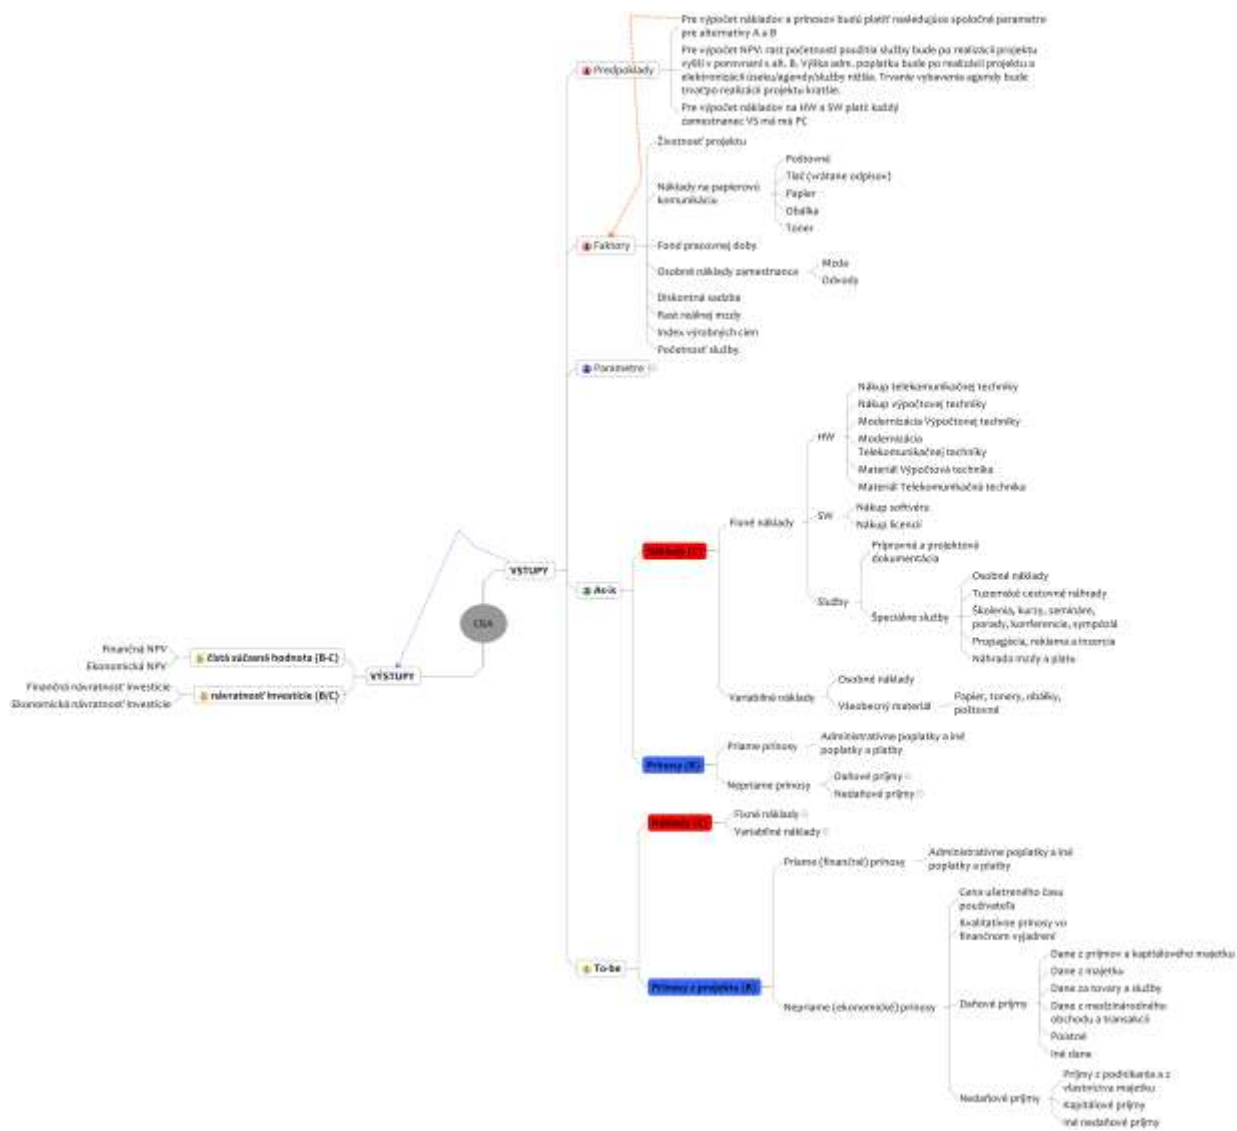 Pre výpočet nákladov a prínosov budú platiť nasledujúce spoločné parametre
pre alternatívy A a B
Pre výpočet NPV: rast početnosti použitia služby bude po realizácii projektu
vyšší v porovnaní s alt. B. Výška adm. poplatku bude po realizácii projektu a
elektronizácii úseku/agendy/služby nižšia. Trvanie vybavenia agendy bude
trvať po realizácii projektu kratšie.
Pre výpočet nákladov na HW a SW platí: každý
zamestnanec VS má má PC
Predpoklady
Životnosť projektu
Náklady na papierovú
komunikáciu
Poštovné
Tlač (vrátane odpisov)
Papier
Obálka
Toner
Faktory
Fond pracovnej doby
Osobné náklady zamestnanca
Mzda
Odvody
Diskontná sadzba
Rast reálnej mzdy
Index výrobných cien
Početnosť služby
Parametre
Nákup telekomunikačnej techniky
Nákup výpočtovej techniky
Modernizácia Výpočtovej techniky
Modernizácia
Telekomunikačnej techniky
Materiál Výpočtová technika
Materiál Telekomunikačná technika
HW
Fixné náklady
SW
Nákup softvéru
Nákup licencií
Prípravná a projektová
dokumentácia
Služby
Špeciálne služby
Osobné náklady
Tuzemské cestovné náhrady
Školenia, kurzy, semináre,
porady, konferencie, sympóziá
Propagácia, reklama a inzercia
Náhrada mzdy a platu
Náklady (C)
VSTUPY
As-is
CBA
Finančná NPV
Ekonomická NPV
čistá súčasná hodnota (B-C)
VÝSTUPY
Finančná návratnosť investície
Ekonomická návratnosť investície
návratnosť investície (B/C)
Variabilné náklady
Osobné náklady
Všeobecný materiál
Papier, tonery, obálky,
poštovné
Prínosy (B)
Priame prínosy
Administratívne poplatky a iné
poplatky a platby
Nepriame prínosy
Daňové príjmy
Nedaňové príjmy
Náklady (C)
Fixné náklady
Variabilné náklady
Priame (finančné) prínosy
Administratívne poplatky a iné
poplatky a platby
To-be
Prínosy z projektu (B)
Nepriame (ekonomické) prínosy
Cena ušetreného času
používateľa
Kvalitatívne prínosy vo
finančnom vyjadrení
Daňové príjmy
Dane z príjmov a kapitálového majetku
Dane z majetku
Dane za tovary a služby
Dane z medzinárodného
obchodu a transakcií
Poistné
Iné dane
Nedaňové príjmy
Príjmy z podnikania a z
vlastníctva majetku
Kapitálové príjmy
Iné nedaňové príjmy